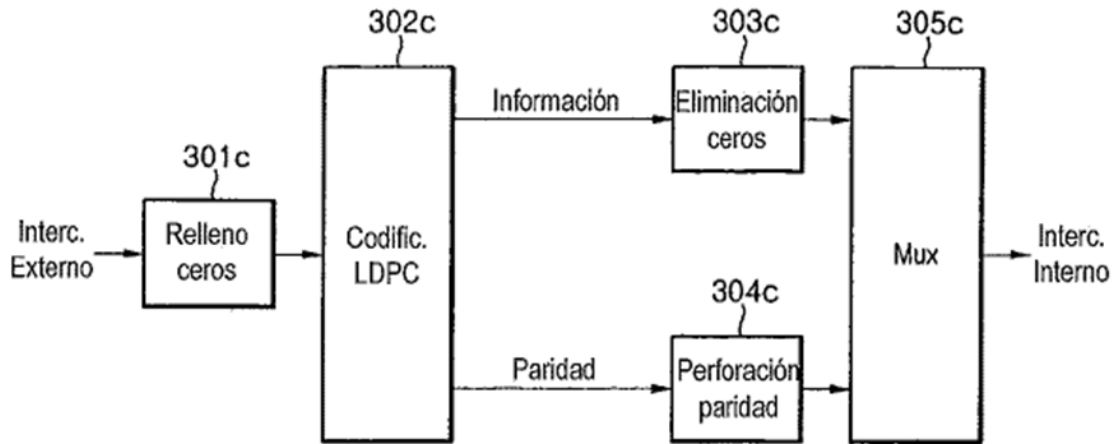 302c
303c
305c
Información
Eliminación
ceros
301c
Interc.
Externo
Relleno
ceros
Codific.
LDPC
Mux
Interc.
Interno
304c
Paridad
Perforación
paridad